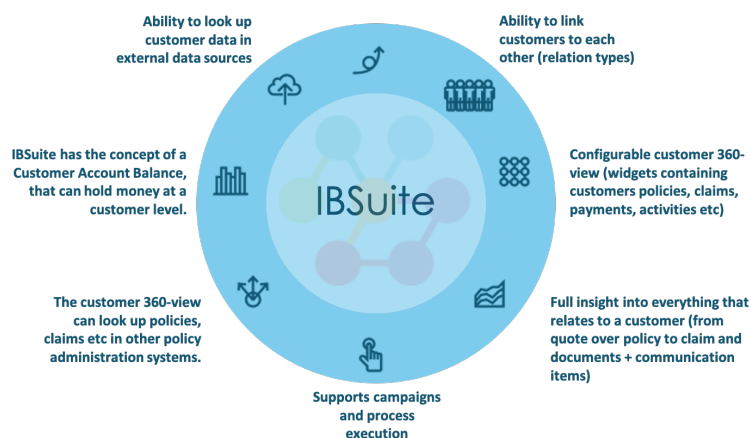 Ability to look up
customer data in
external data sources
Ability to link
customers to each
other (relation types)
IBSuite has the concept of a
Customer Account Balance,
that can hold money at a
customer level.
IBSuite
Configurable customer 360-
view (widgets containing
customers policies, claims,
payments, activities etc)
The customer 360-view
can look up policies,
claims etc in other policy
administration systems.
Full insight into everything that
relates to a customer (from
quote over policy to claim and
documents + communication
items)
Supports campaigns
and process
execution